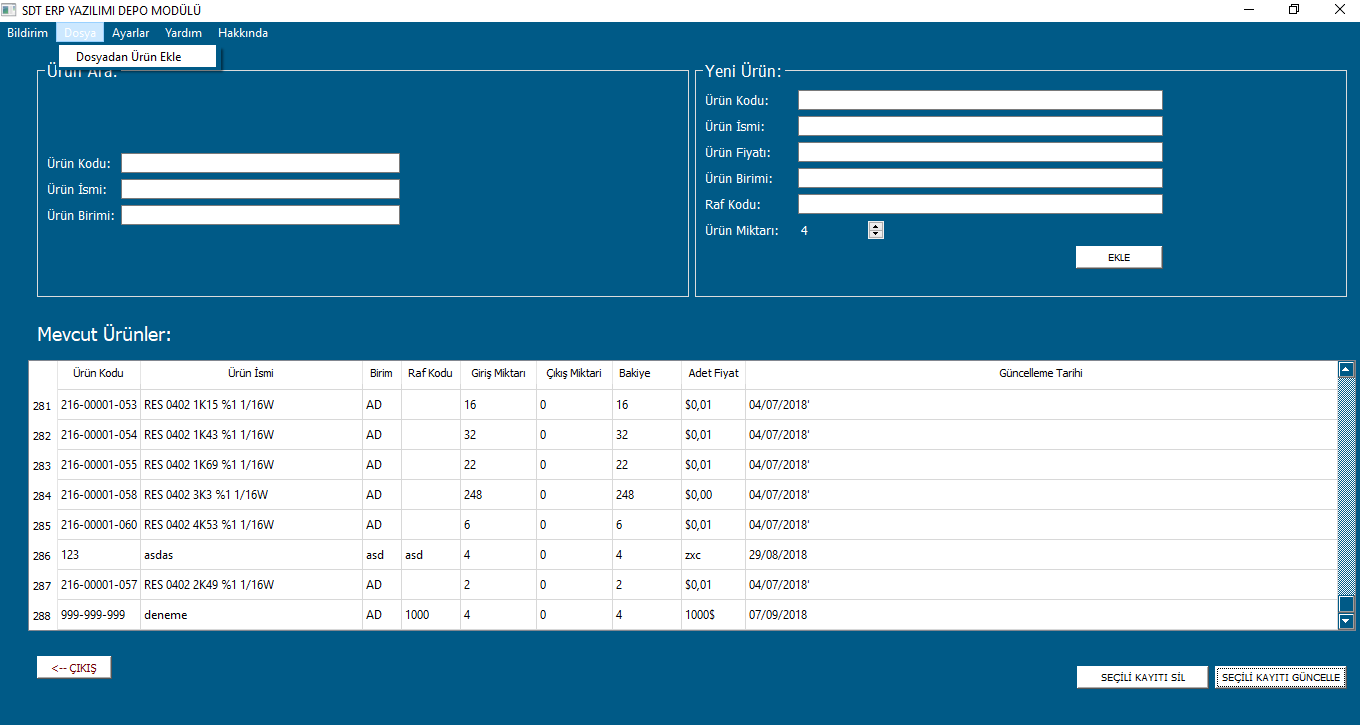 SDT ERP YAZILIMI DEPO MODÜLÜ
Bildirim Dosya Ayarlar Yardım Hakkında
Dosyadan Ürün Ekle
Ürün Ara:
Ürün Kodu:
Ürün İsmi:
Ürün Birimi:
Yeni Ürün:
Ürün Kodu:
Ürün İsmi:
Ürün Fiyatı:
Ürün Birimi:
Raf Kodu:
Ürün Miktarı: 4
EKLE
Mevcut Ürünler:
Ürün Kodu Ürün İsmi Birim Raf Kodu Giriş Miktarı Çıkış Miktari Bakiye Adet Fiyat Güncelleme Tarihi
281 216-00001-053 RES 0402 1K15 %1 1/16W AD 16 0 16 $0,01 04/07/2018'
282 216-00001-054 RES 0402 1K43 %1 1/16W AD 32 0 32 $0,01 04/07/2018'
283 216-00001-055 RES 0402 1K69 %1 1/16W AD 22 0 22 $0,01 04/07/2018'
284 216-00001-058 RES 0402 3K3 %1 1/16W AD 248 0 248 $0,00 04/07/2018'
285 216-00001-060 RES 0402 4K53 %1 1/16W AD 6 0 6 $0,01 04/07/2018'
286 123 asdas asd asd 4 0 4 zxc 29/08/2018
287 216-00001-057 RES 0402 2K49 %1 1/16W AD 2 0 2 $0,01 04/07/2018'
288 999-999-999 deneme AD 1000 4 0 4 1000$ 07/09/2018
<-- ÇIKIŞ
SEÇİLİ KAYITI SİL SEÇİLİ KAYITI GÜNCELLE